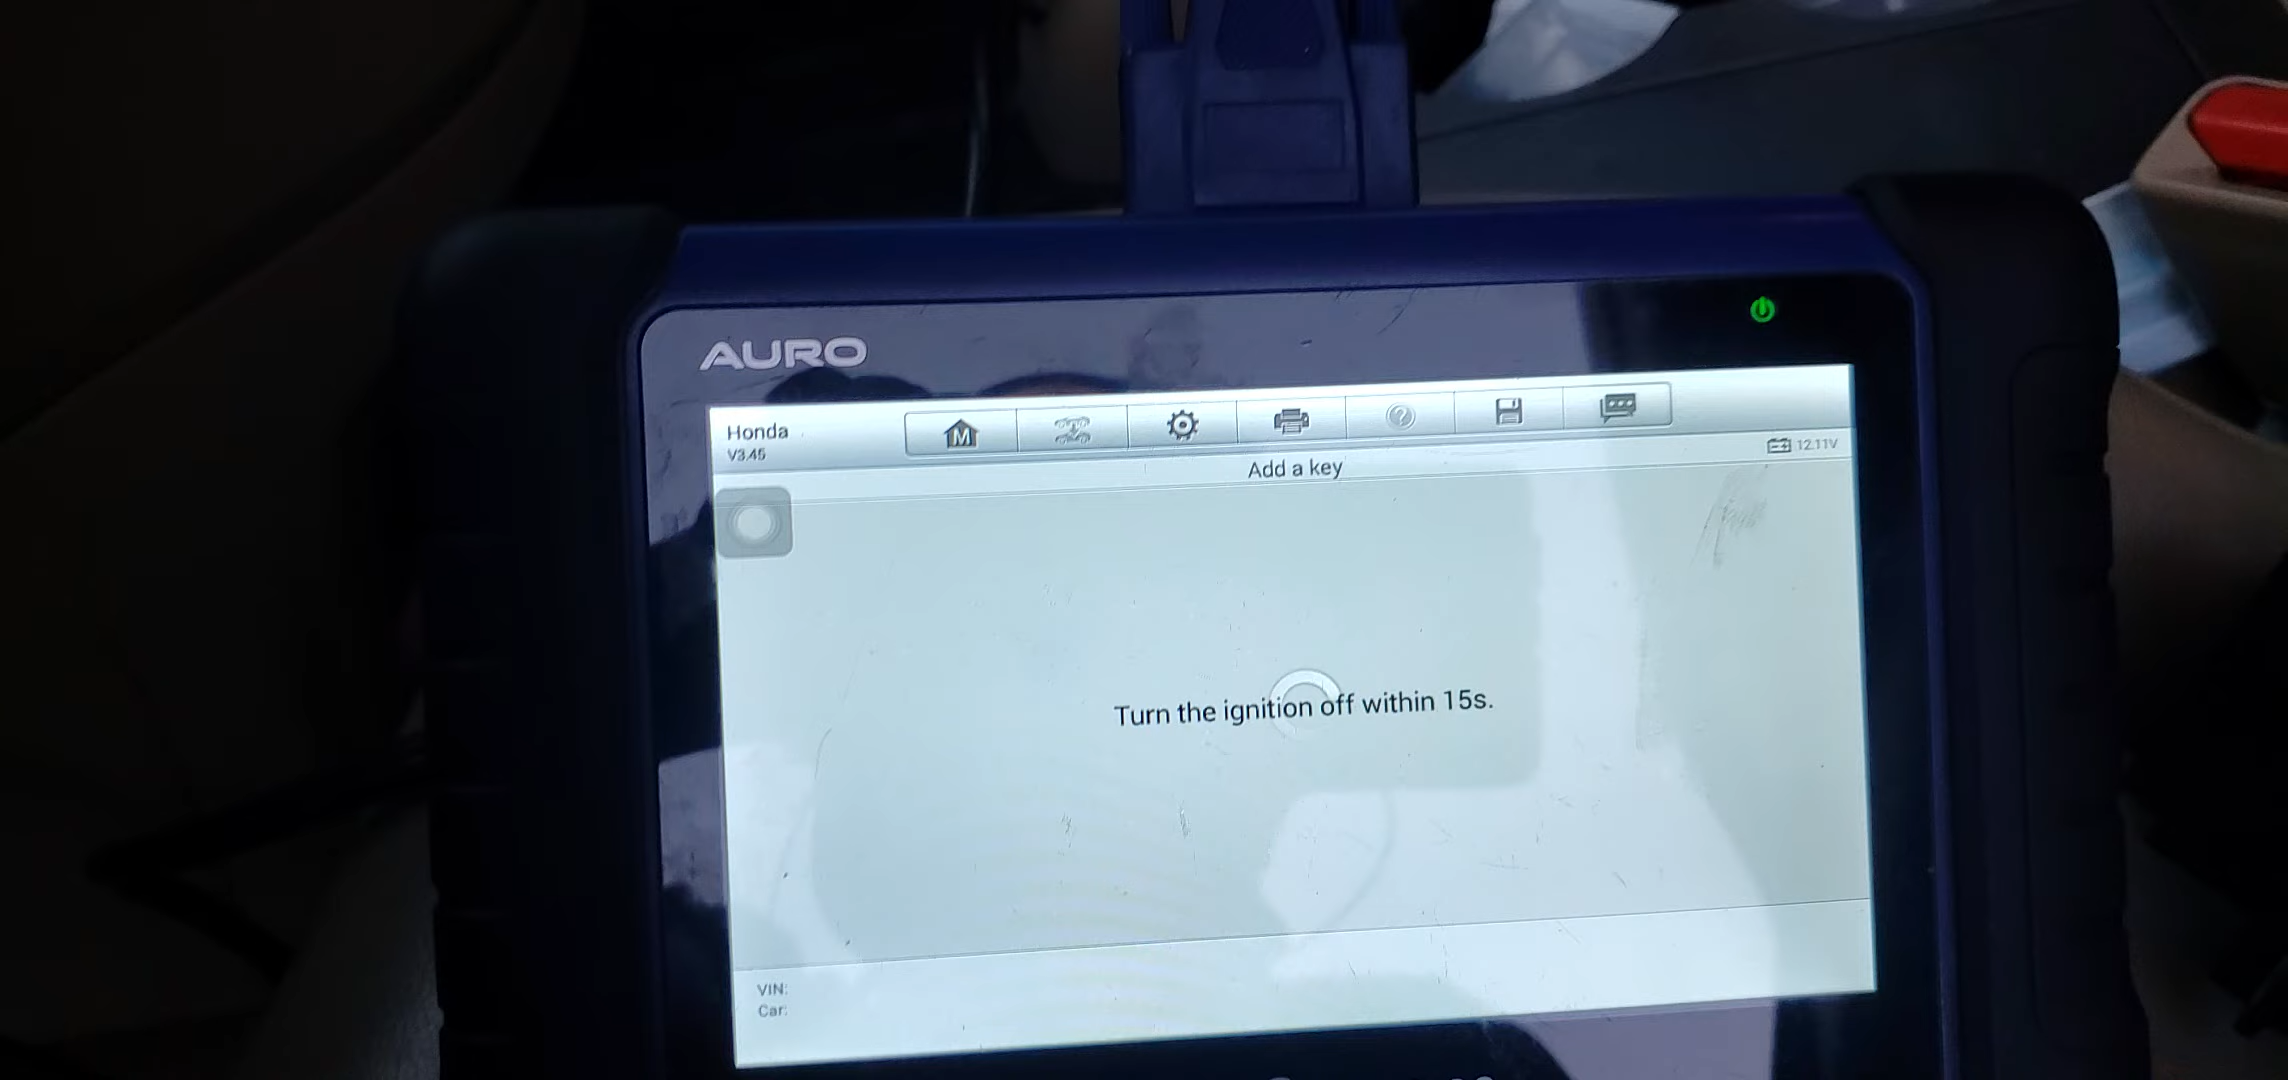 AURO
Honda
V3.45
M
12.11V
Add a key
Turn the ignition off within 15s.
VIN:
Car: